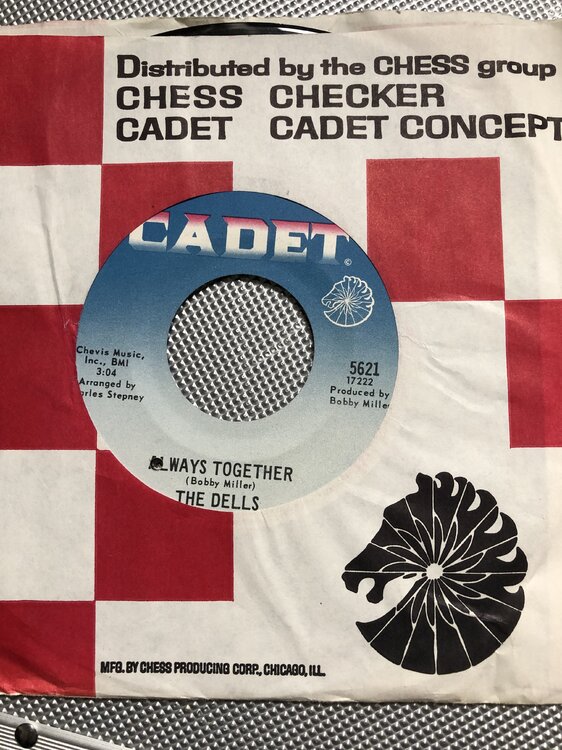 Distributed by the CHESS group
CHESS CHECKER
CADET CADET CONCEPT
CADET
©
Chevis Music,
Inc., BMI
3:04
Arranged by
arles Stepney
5621
17222
Produced by
Bobby Miller
ALWAYS TOGETHER
(Bobby Miller)
THE DELLS
MFG. BY CHESS PRODUCING CORP., CHICAGO, ILL.